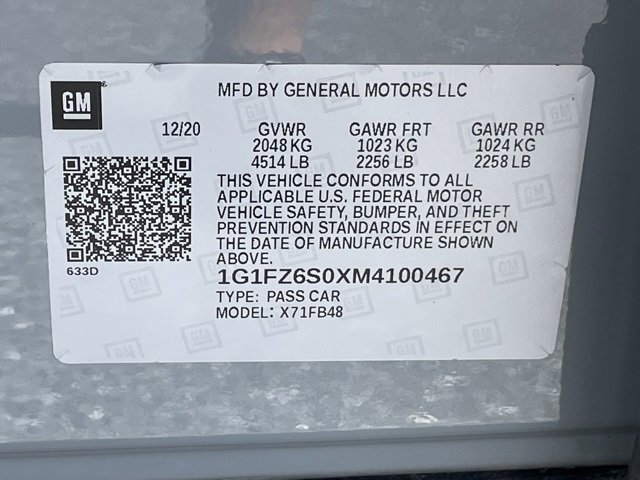 GM
MFD BY GENERAL MOTORS LLC
12/20 GVWR GAWR FRT GAWR RR
2048 KG 1023 KG 1024 KG
4514 LB 2256 LB 2258 LB
THIS VEHICLE CONFORMS TO ALL
APPLICABLE U.S. FEDERAL MOTOR
VEHICLE SAFETY, BUMPER, AND THEFT
PREVENTION STANDARDS IN EFFECT ON
THE DATE OF MANUFACTURE SHOWN
ABOVE.
633D
1G1FZ6S0XM4100467
TYPE: PASS CAR
MODEL: X71FB48